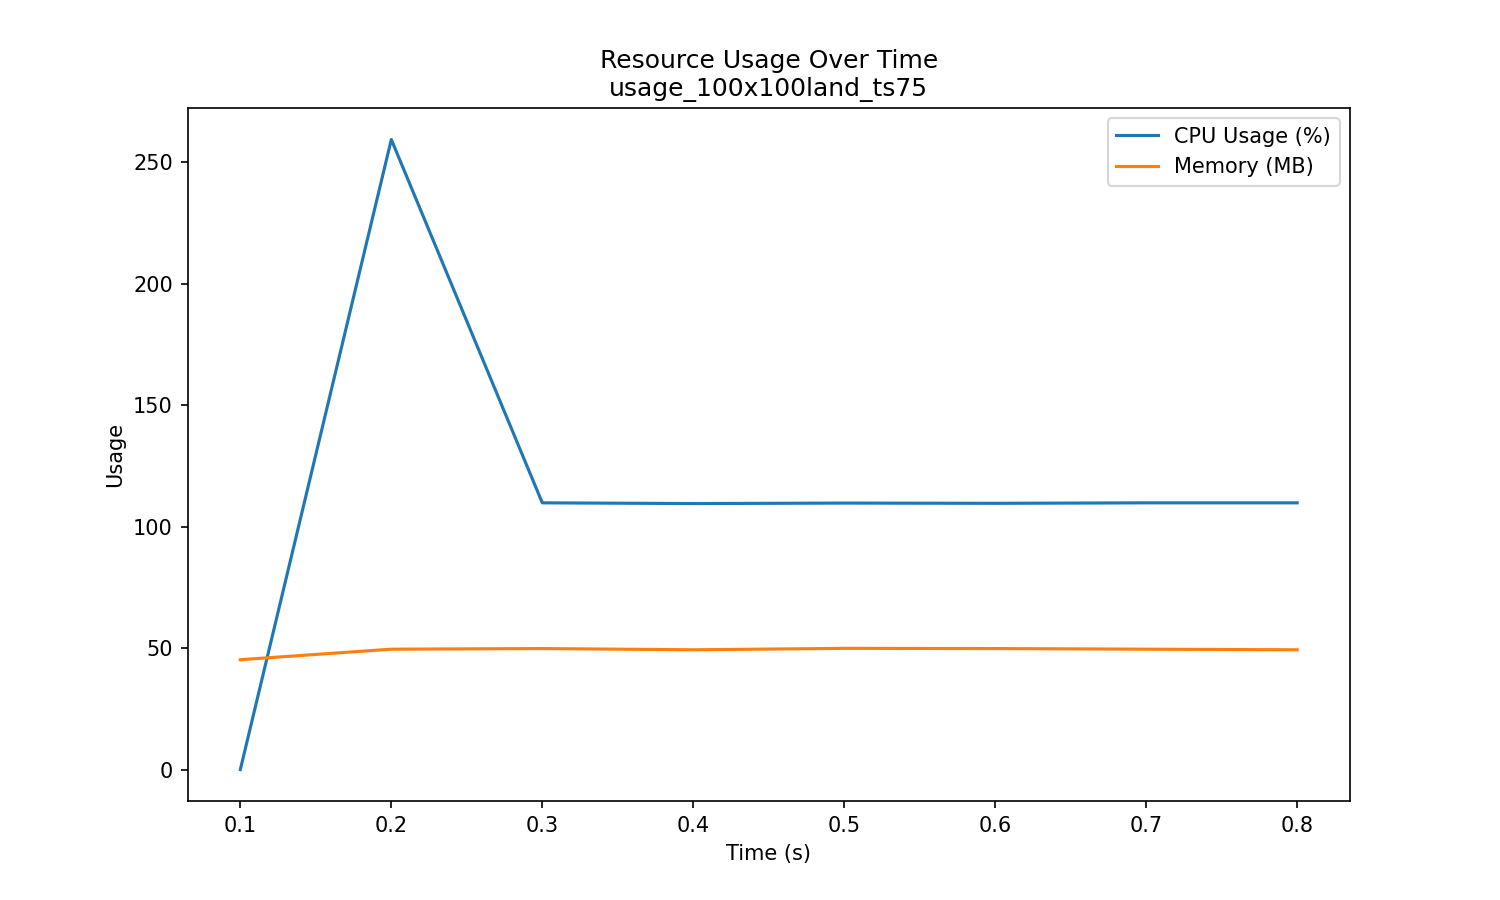 Resource Usage Over Time
usage_100x100land_ts75
CPU Usage (%)
Memory (MB)
250
200
150
100
50
0
Usage
0.1 0.2 0.3 0.4 0.5 0.6 0.7 0.8
Time (s)